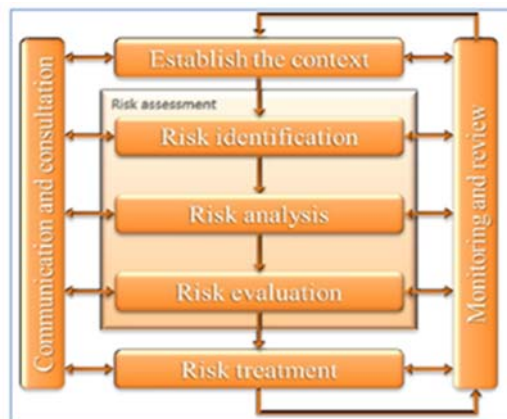 Communication and consultation
Establish the context
Risk assessment
Risk identification
Risk analysis
Risk evaluation
Risk treatment
Monitoring and review